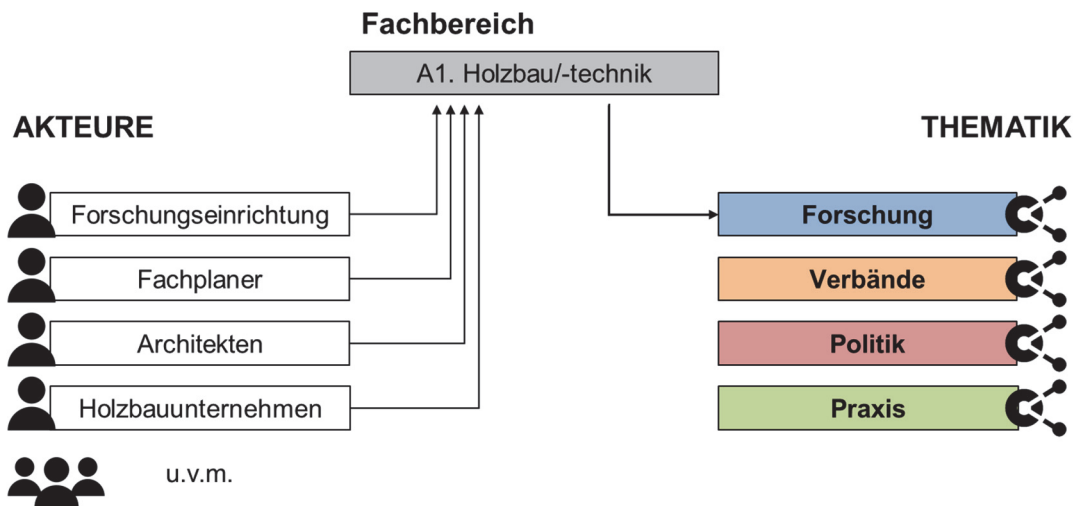 Fachbereich
A1. Holzbau/-technik
AKTEURE
THEMATIK
Forschungseinrichtung
Fachplaner
Architekten
Holzbauunternehmen
u.v.m.
Forschung
Verbände
Politik
Praxis